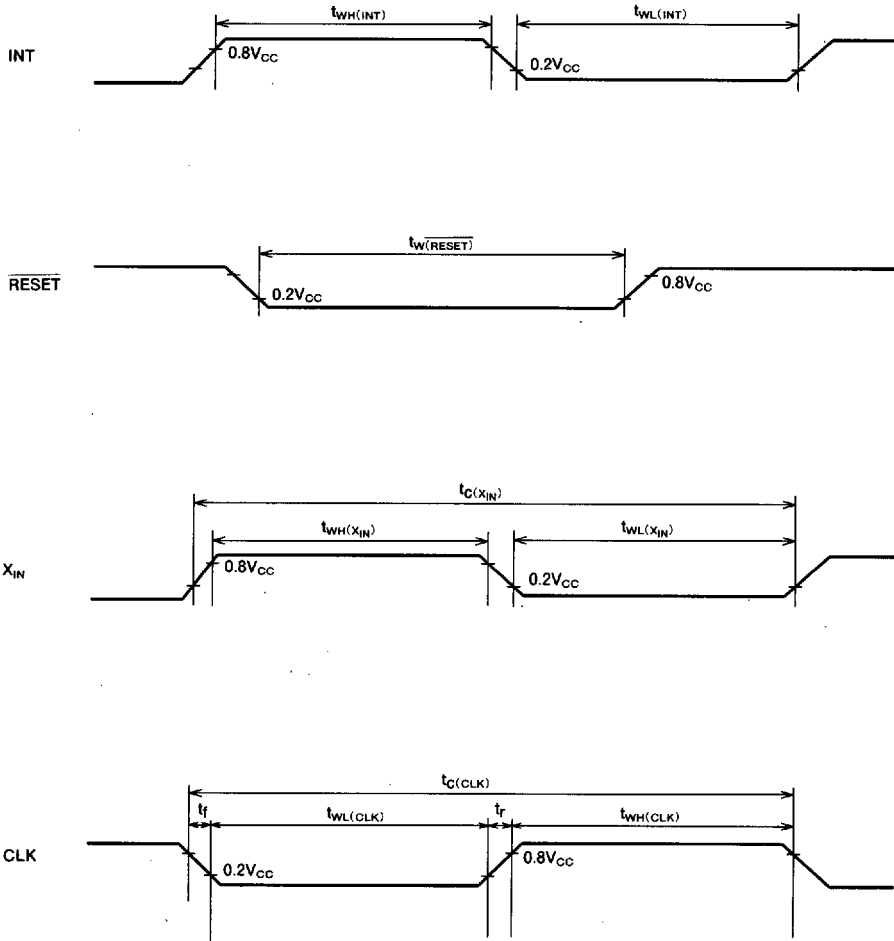 tWH(INT) tWL(INT)
INT 0.8VCC 0.2VCC
tW(RESET)
RESET 0.2VCC 0.8VCC
tC(XIN)
tWH(XIN) tWL(XIN)
XIN 0.8VCC 0.2VCC
tC(CLK)
tf tWL(CLK) tr tWH(CLK)
CLK 0.2VCC 0.8VCC